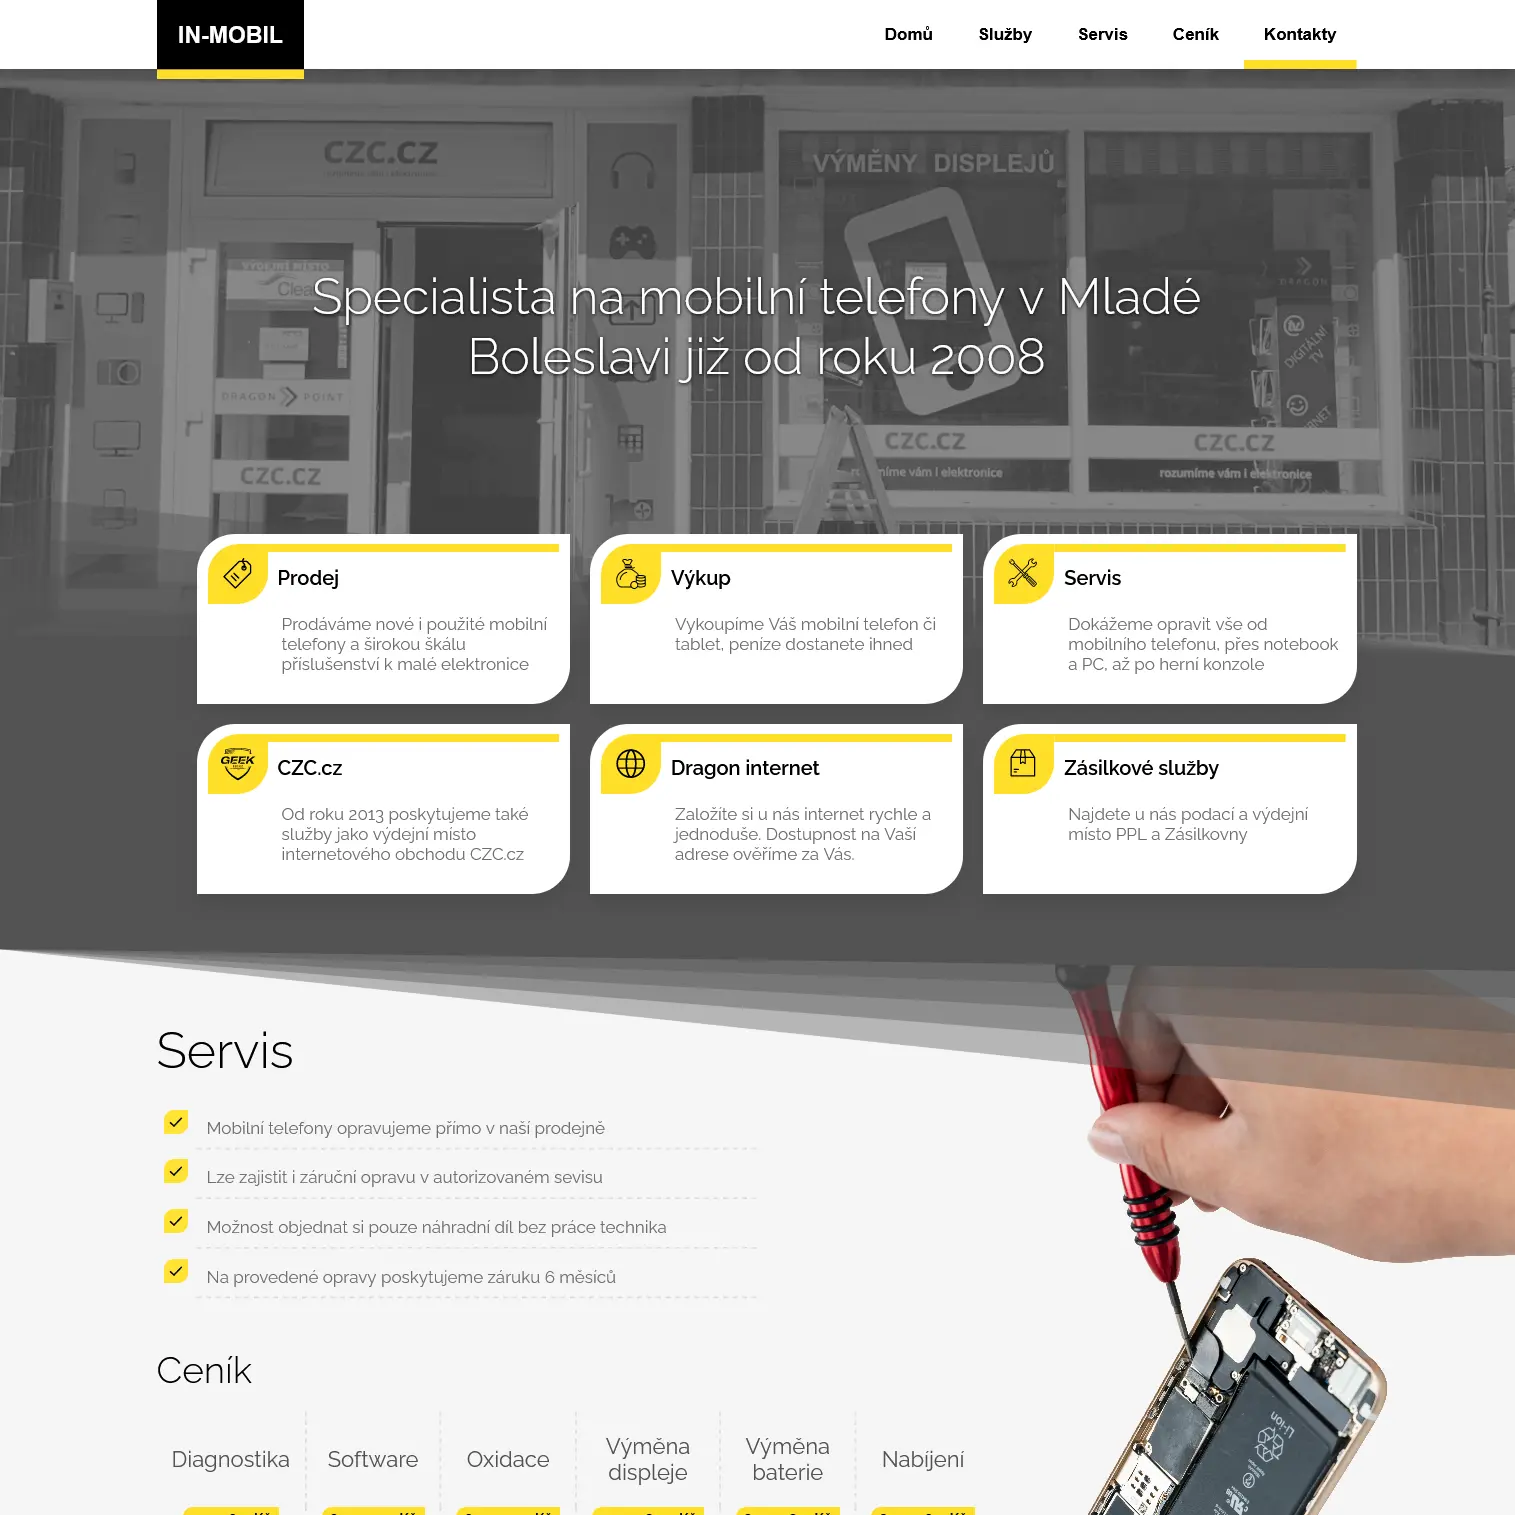 IN-MOBIL
Domů
Služby
Servis
Ceník
Kontakty
CZC.CZ
VÝMĚNY DISPLEJŮ
Specialista na mobilní telefony v Mladé
Boleslavi již od roku 2008
DRAGON
DIGITÁLNÍ
TV
DRAGON POINT
CZC.CZ
CZC.CZ
CZC.CZ
rozumíme vám i elektronice
rozumíme vám i elektronice
Prodej
Prodáváme nové i použité mobilní
telefony a širokou škálu
příslušenství k malé elektronice
Výkup
Vykoupíme Váš mobilní telefon či
tablet, peníze dostanete ihned
Servis
Dokážeme opravit vše od
mobilního telefonu, přes notebook
a PC, až po herní konzole
GEEK
CZC.cz
Od roku 2013 poskytujeme také
služby jako výdejní místo
internetového obchodu CZC.cz
Dragon internet
Založíte si u nás internet rychle a
jednoduše. Dostupnost na Vaší
adrese ověříme za Vás.
Zásilkové služby
Najdete u nás podací a výdejní
místo PPL a Zásilkovny
Servis
Mobilní telefony opravujeme přímo v naší prodejně
Lze zajistit i záruční opravu v autorizovaném sevisu
Možnost objednat si pouze náhradní díl bez práce technika
Na provedené opravy poskytujeme záruku 6 měsíců
Ceník
Diagnostika
Software
Oxidace
Výměna
displeje
Výměna
baterie
Nabíjení
Li-ion